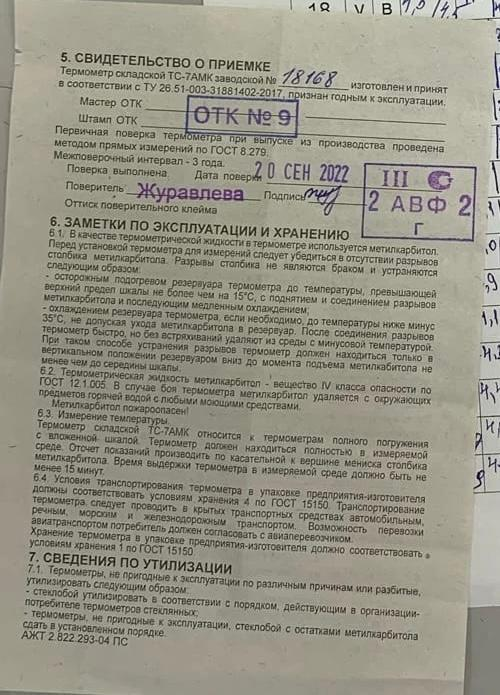 18 V B
5. СВИДЕТЕЛЬСТВО О ПРИЕМКЕ
Термометр складской ТС-7АМК заводской № 18168 изготовлен и принят
в соответствии с ТУ 26.51-003-31881402-2017, признан годным к эксплуатации.
Мастер ОТК
Штамп ОТК ОТК № 9
Первичная поверка термометра при выпуске из производства проведена
методом прямых измерений по ГОСТ 8.279.
Межповерочный интервал - 3 года.
Поверка выполнена. Дата поверки 20 СЕН 2022
Поверитель Журавлева Подпись
Оттиск поверительного клейма
III
2 АВФ 2
Г
6. ЗАМЕТКИ ПО ЭКСПЛУАТАЦИИ И ХРАНЕНИЮ
6.1. В качестве термометрической жидкости в термометре используется метилкарбитол.
Перед установкой термометра для измерений следует убедиться в отсутствии разрывов
столбика метилкарбитола. Разрывы столбика не являются браком и устраняются
следующим образом:
- осторожным подогревом резервуара термометра до температуры, превышающей
верхний предел шкалы не более чем на 15°С, с поднятием и соединением разрывов
метилкарбитола и последующим медленным охлаждением;
- охлаждением резервуара термометра, если необходимо, до температуры ниже минус
35°С, не допуская ухода метилкарбитола в резервуар. После соединения разрывов
термометр быстро, но без встряхиваний удаляют из среды с минусовой температурой.
При таком способе устранения разрывов термометр должен находиться только в
вертикальном положении резервуаром вниз до момента подъема метилкабитола не
менее чем до середины шкалы.
6.2. Термометрическая жидкость метилкарбитол - вещество IV класса опасности по
ГОСТ 12.1.005. В случае боя термометра метилкарбитол удаляется с окружающих
предметов горячей водой с любыми моющими средствами.
Метилкарбитол пожароопасен!
6.3. Измерение температуры.
Термометр складской ТС-7АМК относится к термометрам полного погружения
с вложенной шкалой. Термометр должен находиться полностью в измеряемой
среде. Отсчет показаний производить по касательной к вершине мениска столбика
метилкарбитола. Время выдержки термометра в измеряемой среде должно быть не
менее 15 минут.
6.4. Условия транспортирования термометра в упаковке предприятия-изготовителя
должны соответствовать условиям хранения 4 по ГОСТ 15150. Транспортирование
термометра следует проводить в крытых транспортных средствах автомобильным,
речным, морским и железнодорожным транспортом. Возможность перевозки
авиатранспортом потребитель должен согласовать с авиаперевозчиком.
Хранение термометра в упаковке предприятия-изготовителя должно соответствовать
условиям хранения 1 по ГОСТ 15150.
7. СВЕДЕНИЯ ПО УТИЛИЗАЦИИ
7.1. Термометры, не пригодные к эксплуатации по различным причинам или разбитые,
утилизировать следующим образом:
- стеклобой утилизировать в соответствии с порядком, действующим в организации-
потребителе термометров стеклянных;
- термометры, не пригодные к эксплуатации, стеклобой с остатками метилкарбитола
сдать в установленном порядке.
АЖТ 2.822.293-04 ПС